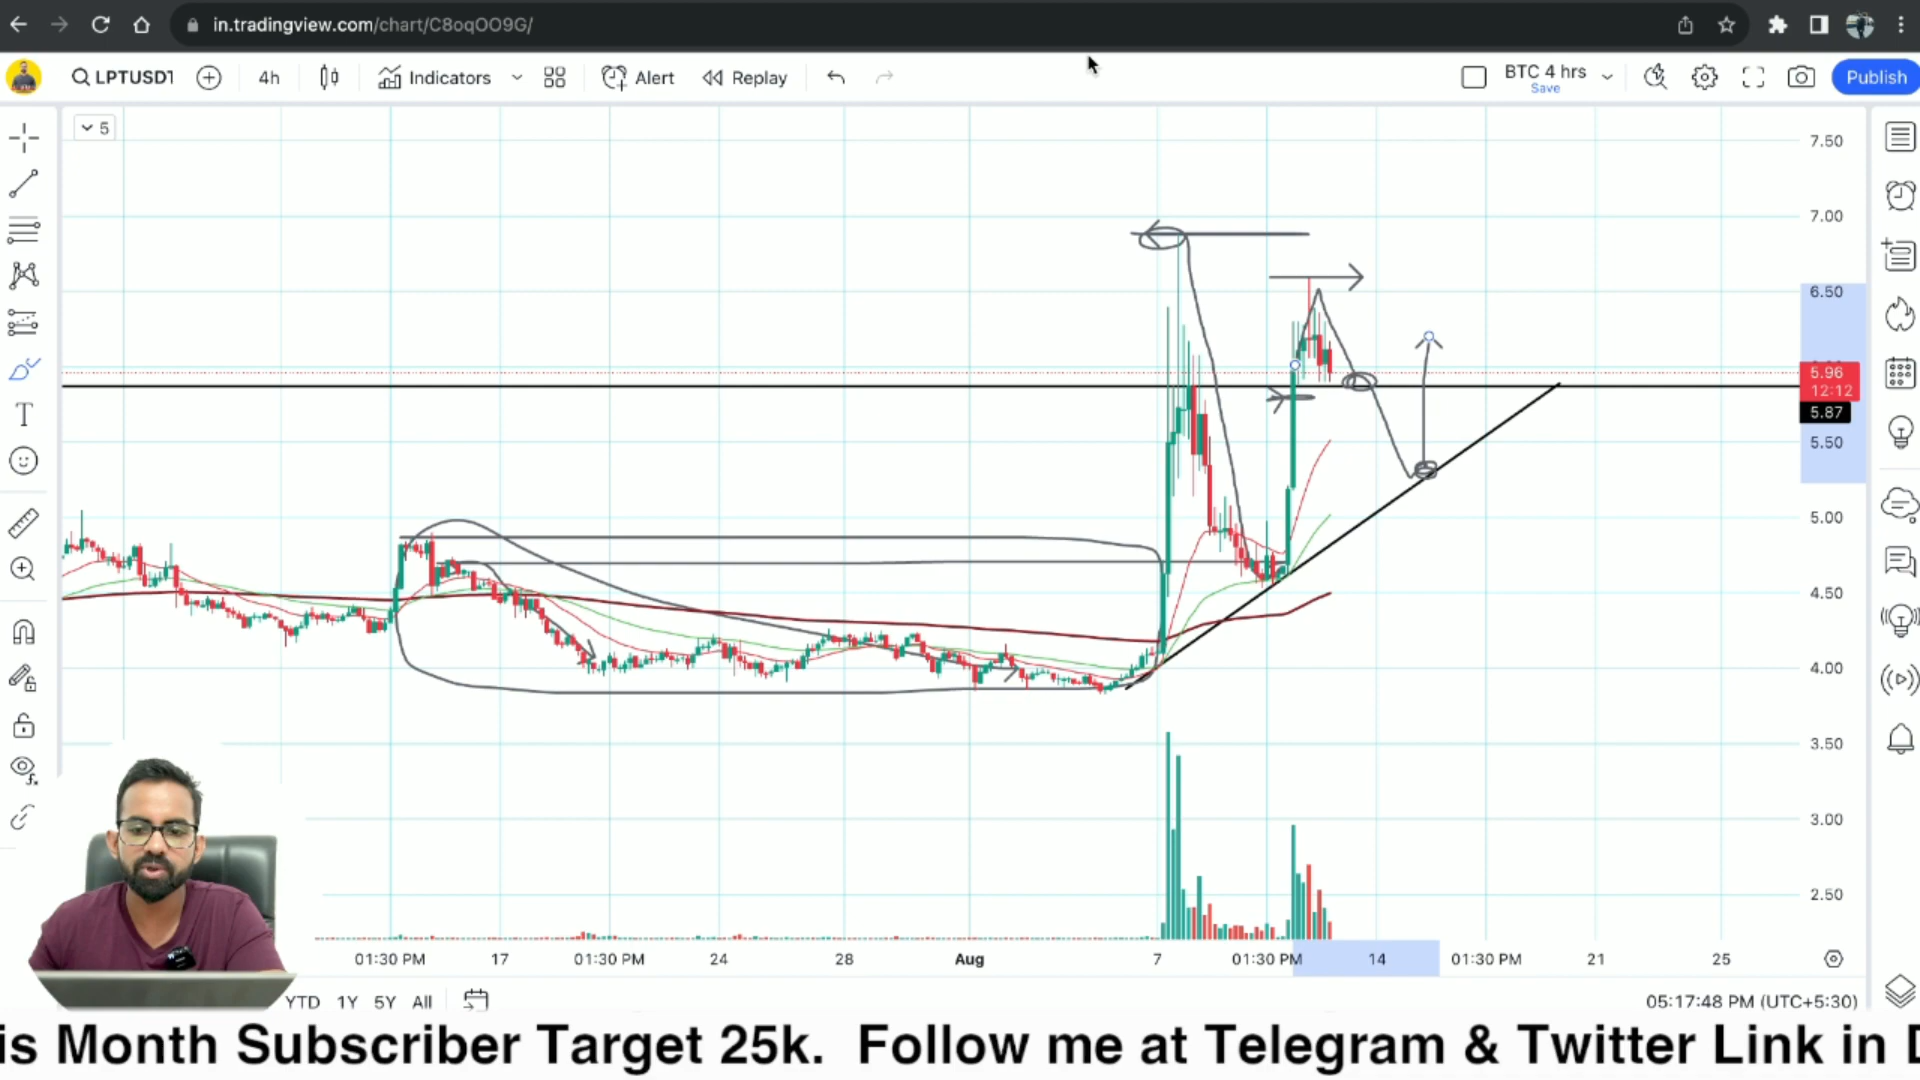 in.tradingview.com/chart/C8oqOO9G/
LPTUSDT
4h
Indicators
Alert
Replay
BTC 4 hrs
Save
Publish
5
7.50
7.00
6.50
5.96
12:12
5.87
5.50
5.00
4.50
4.00
3.50
3.00
2.50
01:30 PM 17 01:30 PM 24 28 Aug 7 01:30 PM 14 01:30 PM 21 25
YTD 1Y 5Y All
05:17:48 PM (UTC+5:30)
is Month Subscriber Target 25k. Follow me at Telegram & Twitter Link in D